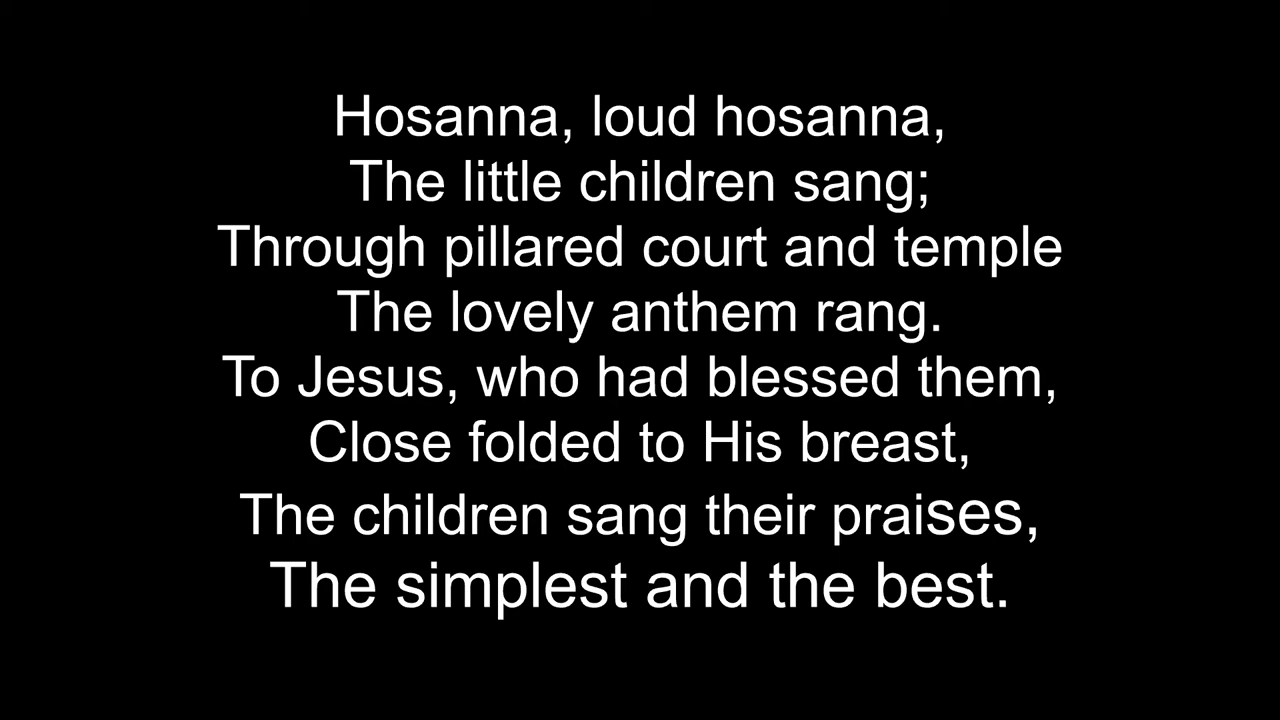 Hosanna, loud hosanna,
The little children sang;
Through pillared court and temple
The lovely anthem rang.
To Jesus, who had blessed them,
Close folded to His breast,
The children sang their praises,
The simplest and the best.